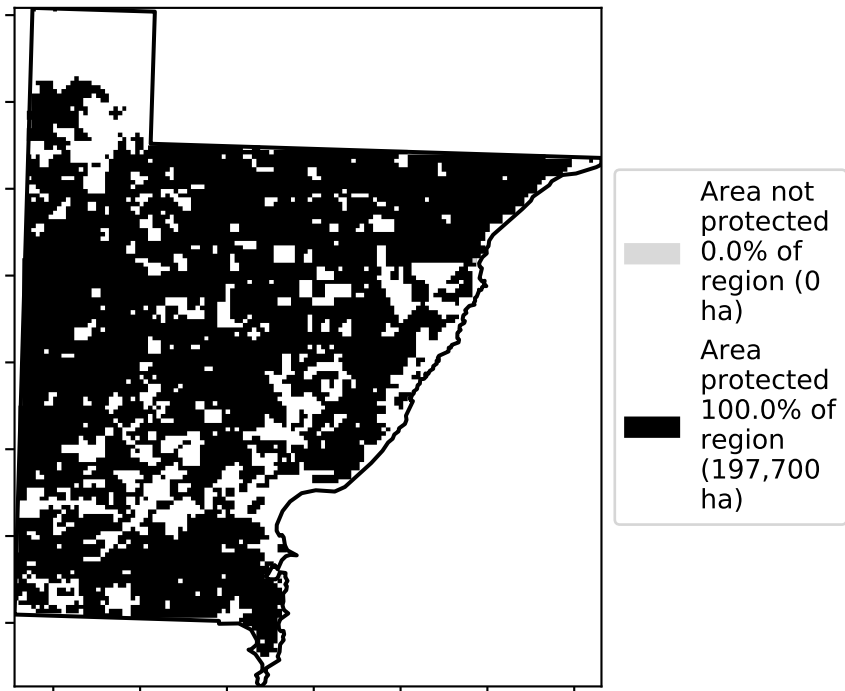 Area not
protected
0.0% of
region (0
ha)
Area
protected
100.0% of
region
(197,700
ha)